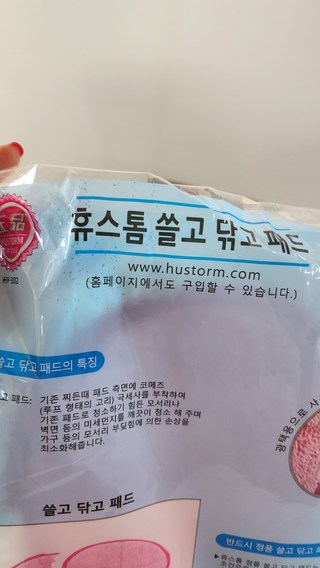 휴스톰 쓸고 닦고 패드
www.hustorm.com
(홈페이지에서도 구입할 수 있습니다.)
쓸고 닦고 패드의 특징
패드: 기존 찌든때 패드 측면에 코메즈
(루프 형태의 고리) 극세사를 부착하여
기존 패드로 청소하기 힘든 모서리나
벽면 등의 미세먼지를 깨끗이 청소 해 주며
가구 등의 모서리 부딪힘에 의한 손상을
최소화해줍니다.
광택용으로
쓸고 닦고 패드
반드시 정품 쓸고 닦고